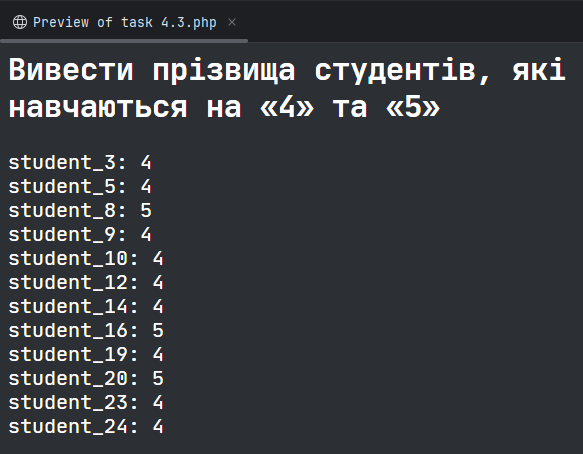 Preview of task 4.3.php ×
Вивести прізвища студентів, які
навчаються на «4» та «5»
student_3: 4
student_5: 4
student_8: 5
student_9: 4
student_10: 4
student_12: 4
student_14: 4
student_16: 5
student_19: 4
student_20: 5
student_23: 4
student_24: 4